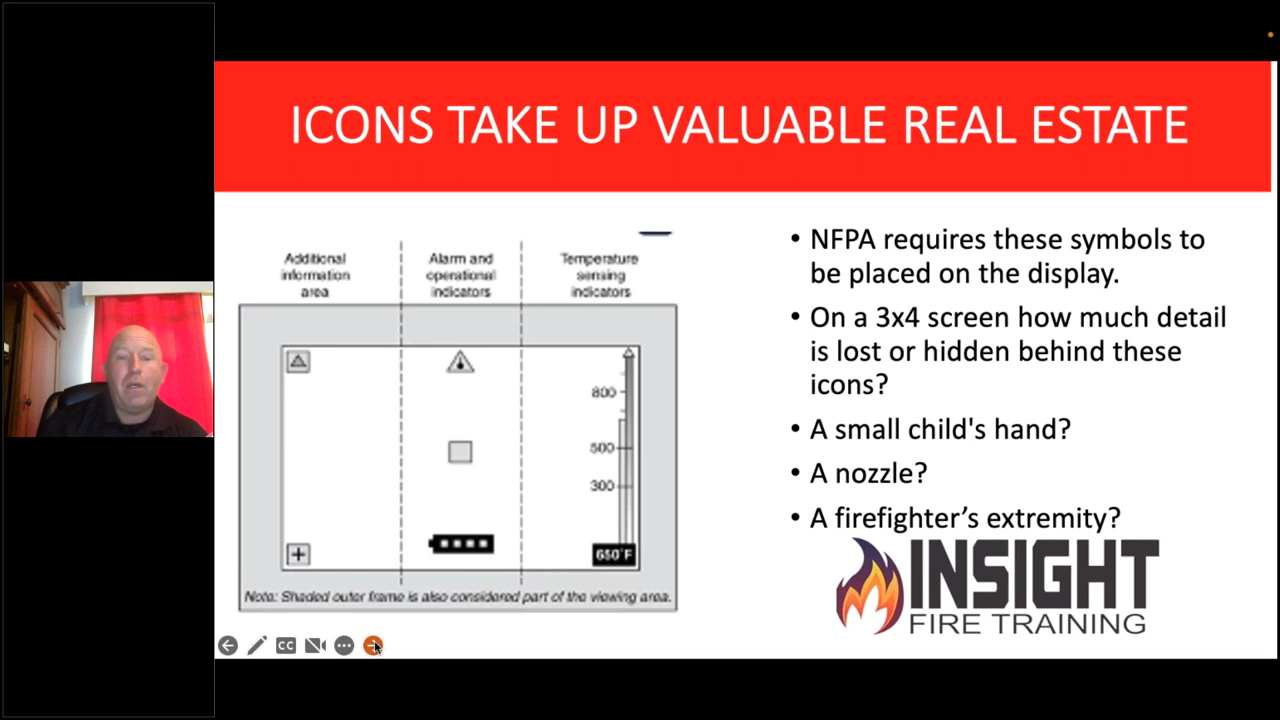 ICONS TAKE UP VALUABLE REAL ESTATE
Additional
information
area
Alarm and
operational
indicators
Temperature
sensing
indicators
800
500
300
650°F
Note: Shaded outer frame is also considered part of the viewing area.
• NFPA requires these symbols to
be placed on the display.
• On a 3x4 screen how much detail
is lost or hidden behind these
icons?
• A small child's hand?
• A nozzle?
• A firefighter’s extremity?
INSIGHT
FIRE TRAINING
CC